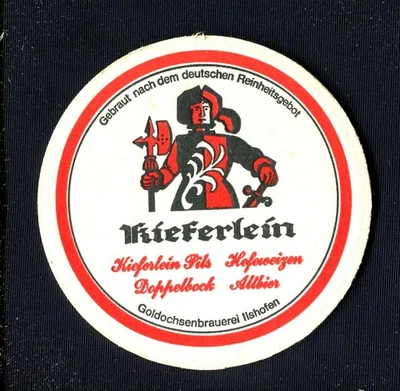 Gebraut nach dem deutschen Reinheitsgebot
Kieferlein
Kieferlein Pils Hefeweizen
Doppelbock Altbier
Goldochsenbrauerei Ilshofen